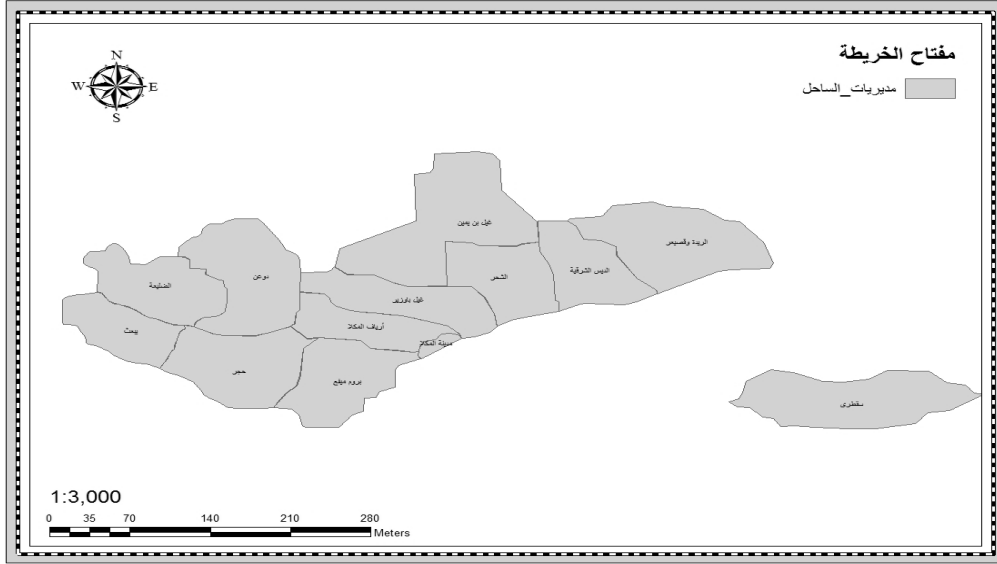 مفتاح الخريطة
مديريات_الساحل
N
W E
S
غيل بن يمين
الريدة وقصيعر
الديس الشرقية
الشحر
دوعن
الضليعة
غيل باوزير
أرياف المكلا
يبعث
مدينة المكلا
حجر
بروم ميفع
سقطرى
1:3,000
0 35 70 140 210 280
Meters